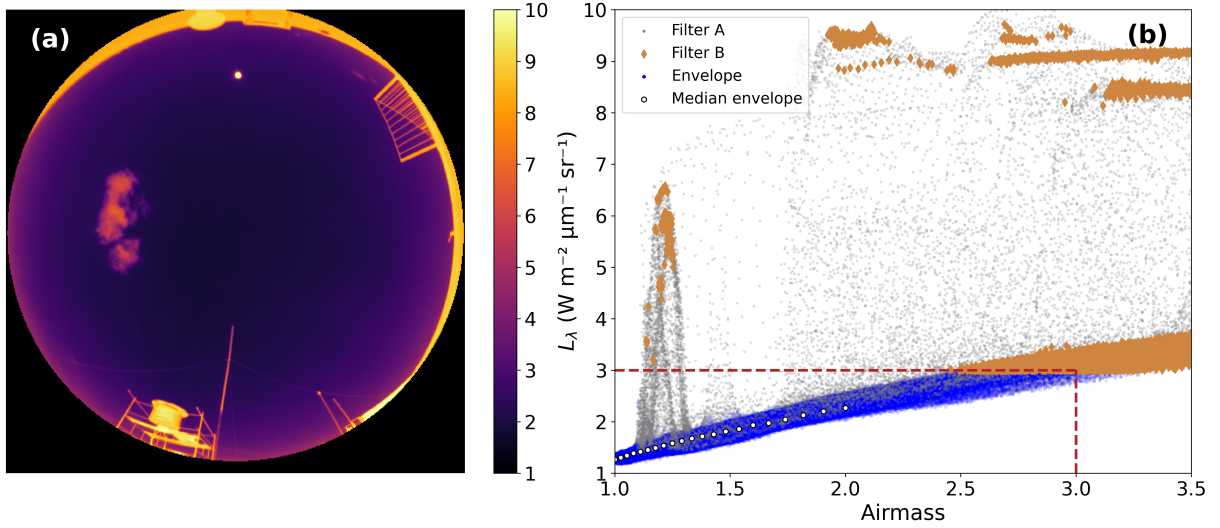 (a)
10
9
8
7
6
5
4
3
2
1
L_λ (W m⁻² μm⁻¹ sr⁻¹)
10
9
8
7
6
5
4
3
2
1
Filter A
Filter B
Envelope
Median envelope
(b)
1.0 1.5 2.0 2.5 3.0 3.5
Airmass